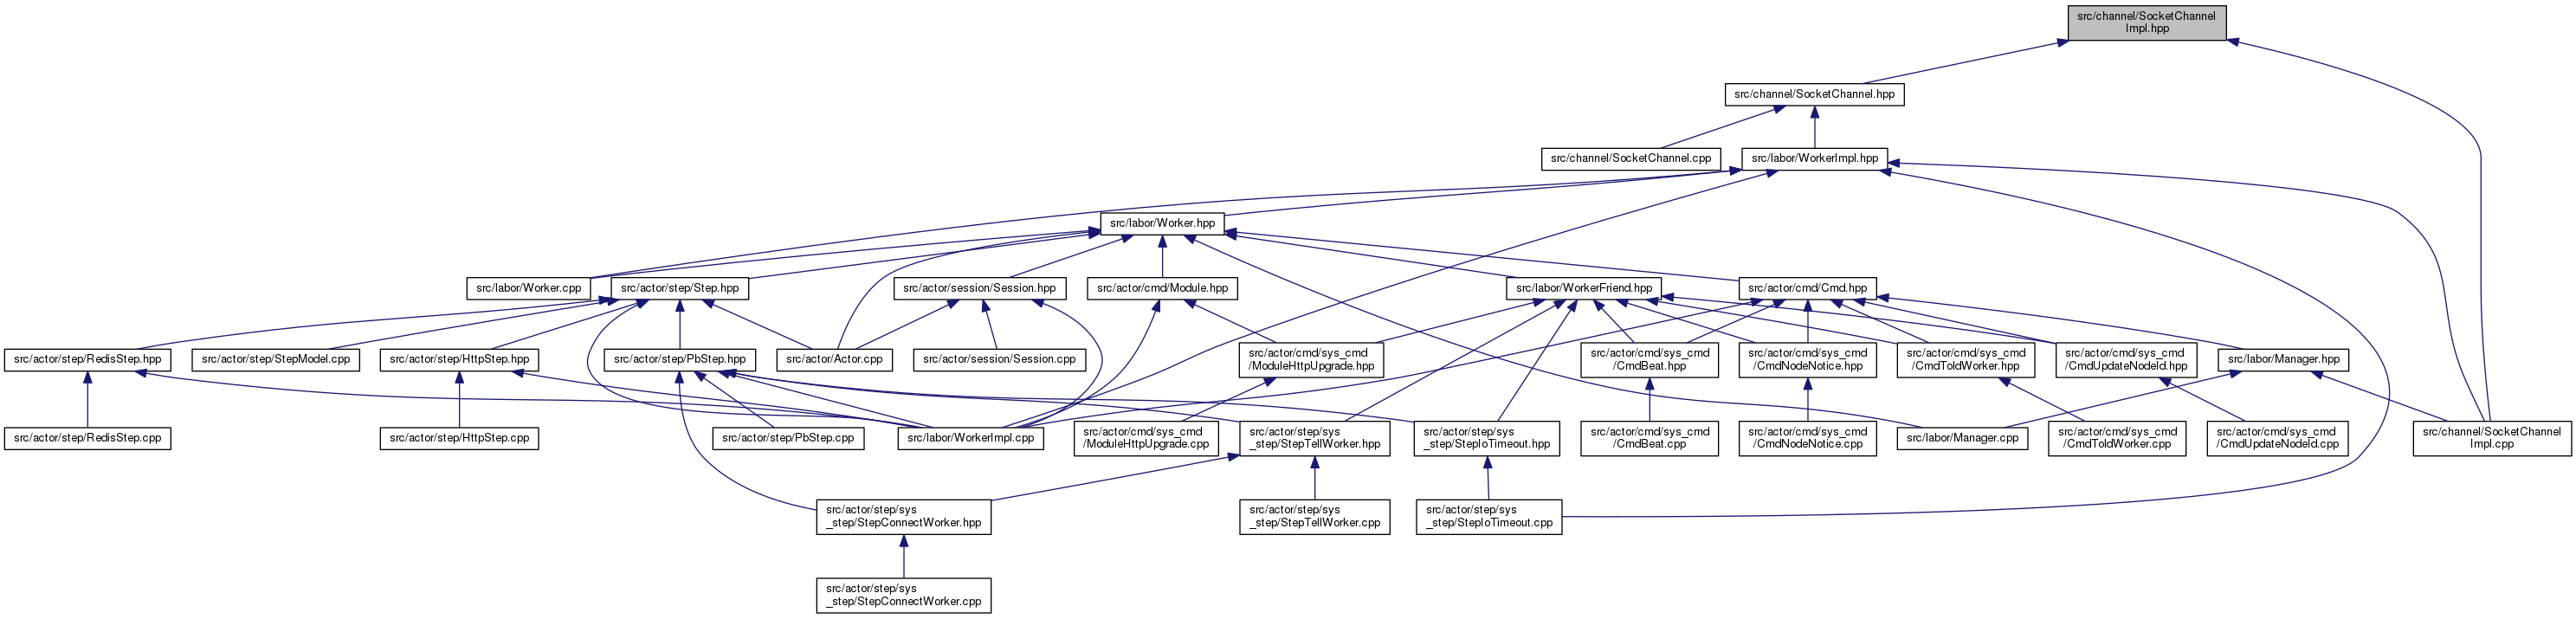 src/channel/SocketChannel
Impl.hpp
src/channel/SocketChannel.hpp
src/channel/SocketChannel.cpp
src/labor/WorkerImpl.hpp
src/labor/Worker.hpp
src/labor/Worker.cpp
src/actor/step/Step.hpp
src/actor/session/Session.hpp
src/actor/cmd/Module.hpp
src/labor/WorkerFriend.hpp
src/actor/cmd/Cmd.hpp
src/actor/step/RedisStep.hpp
src/actor/step/StepModel.cpp
src/actor/step/HttpStep.hpp
src/actor/step/PbStep.hpp
src/actor/Actor.cpp
src/actor/session/Session.cpp
src/actor/cmd/sys_cmd
/ModuleHttpUpgrade.hpp
src/actor/cmd/sys_cmd
/CmdBeat.hpp
src/actor/cmd/sys_cmd
/CmdNodeNotice.hpp
src/actor/cmd/sys_cmd
/CmdToldWorker.hpp
src/actor/cmd/sys_cmd
/CmdUpdateNodeId.hpp
src/labor/Manager.hpp
src/actor/step/RedisStep.cpp
src/actor/step/HttpStep.cpp
src/actor/step/PbStep.cpp
src/labor/WorkerImpl.cpp
src/actor/cmd/sys_cmd
/ModuleHttpUpgrade.cpp
src/actor/step/sys
_step/StepTellWorker.hpp
src/actor/step/sys
_step/StepIoTimeout.hpp
src/actor/cmd/sys_cmd
/CmdBeat.cpp
src/actor/cmd/sys_cmd
/CmdNodeNotice.cpp
src/labor/Manager.cpp
src/actor/cmd/sys_cmd
/CmdToldWorker.cpp
src/actor/cmd/sys_cmd
/CmdUpdateNodeId.cpp
src/channel/SocketChannel
Impl.cpp
src/actor/step/sys
_step/StepConnectWorker.hpp
src/actor/step/sys
_step/StepTellWorker.cpp
src/actor/step/sys
_step/StepIoTimeout.cpp
src/actor/step/sys
_step/StepConnectWorker.cpp